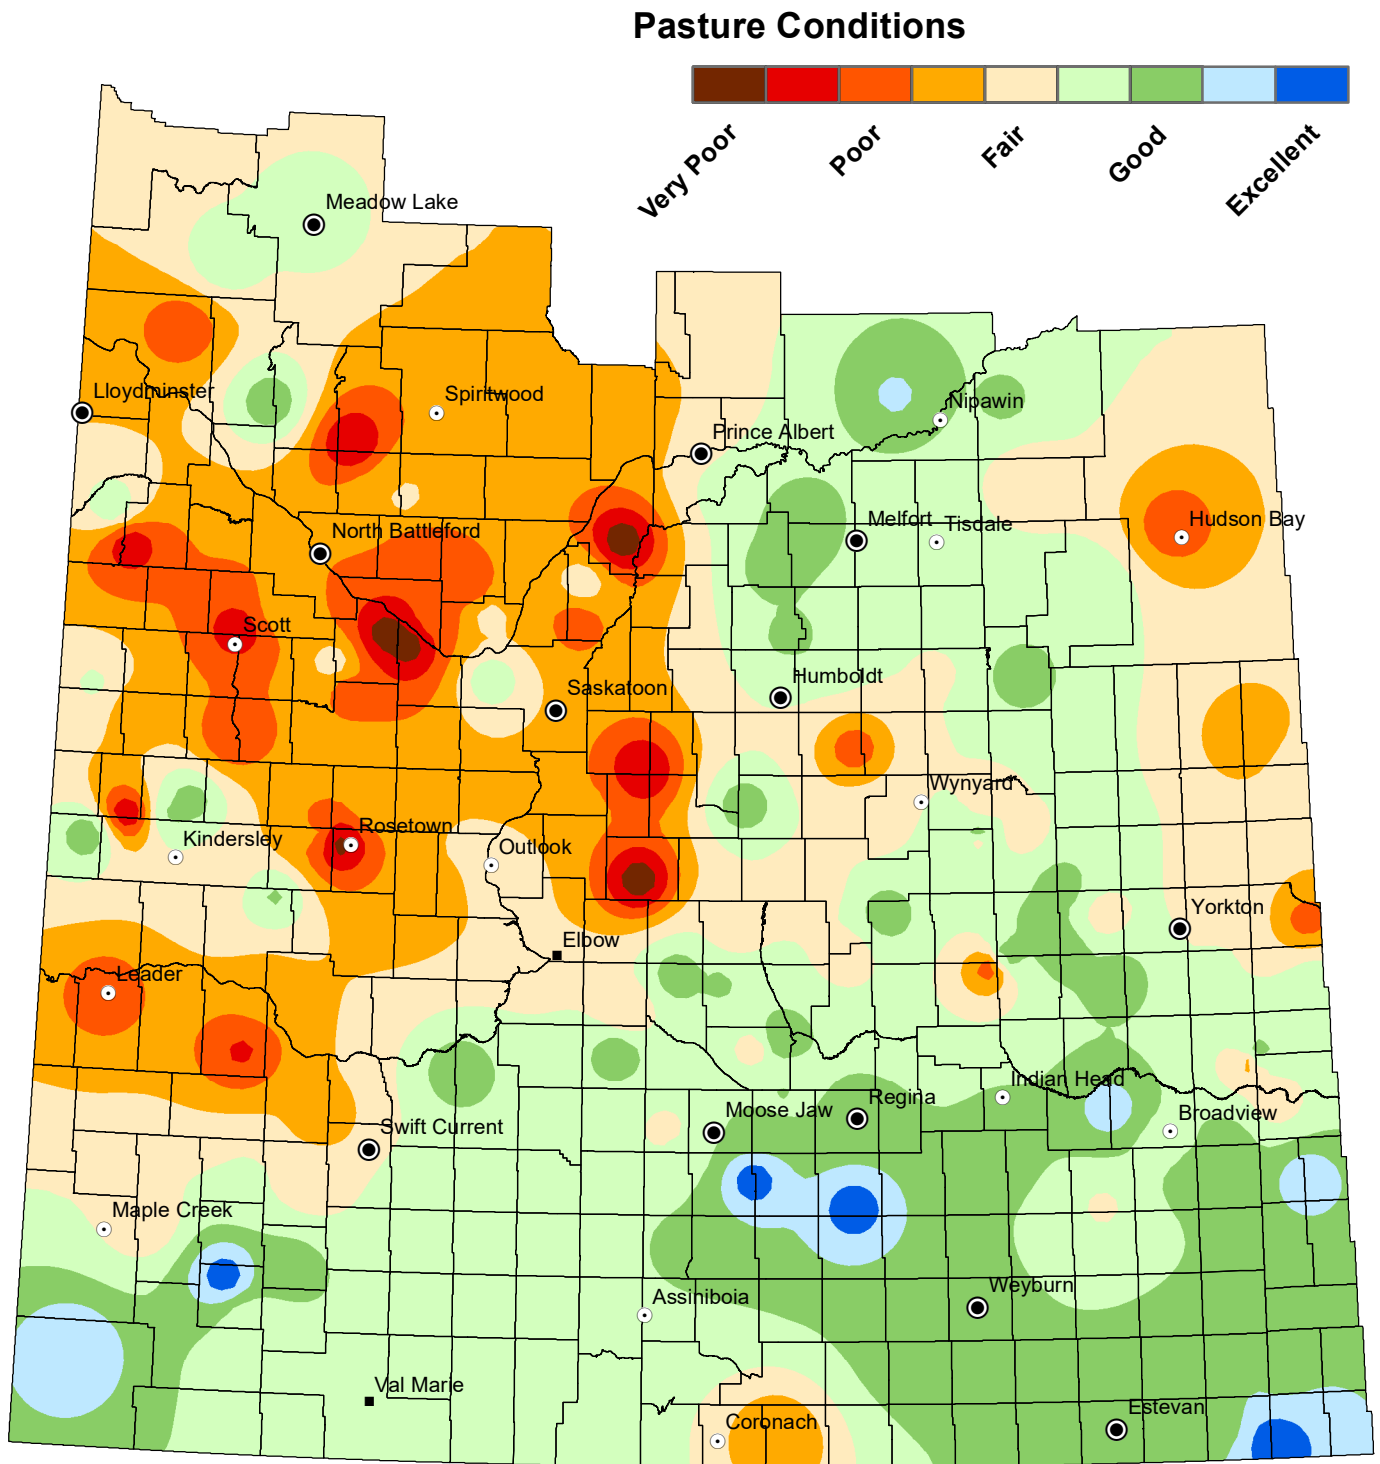 Pasture Conditions
Very Poor
Poor
Fair
Good
Excellent
Meadow Lake
Lloydminster
Spiritwood
Nipawin
Prince Albert
Hudson Bay
Melfort
Tisdale
North Battleford
Scott
Humboldt
Saskatoon
Wynyard
Rosetown
Kindersley
Outlook
Yorkton
Elbow
Leader
Indian Head
Regina
Moose Jaw
Broadview
Swift Current
Maple Creek
Weyburn
Assiniboia
Val Marie
Estevan
Coronach